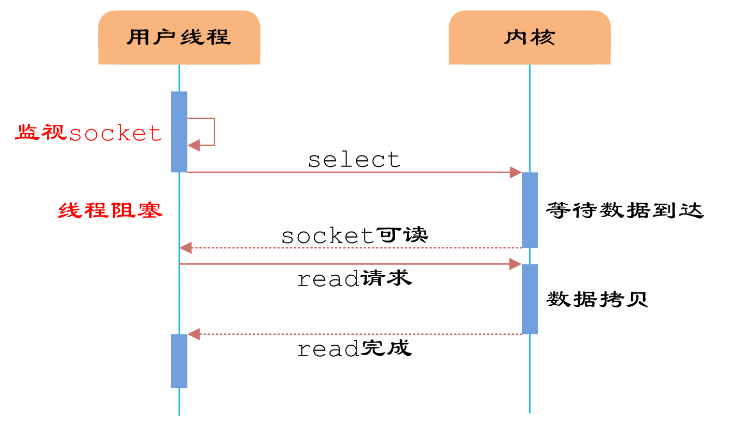 用户线程
内核
监视socket
select
线程阻塞
等待数据到达
socket可读
read请求
数据拷贝
read完成